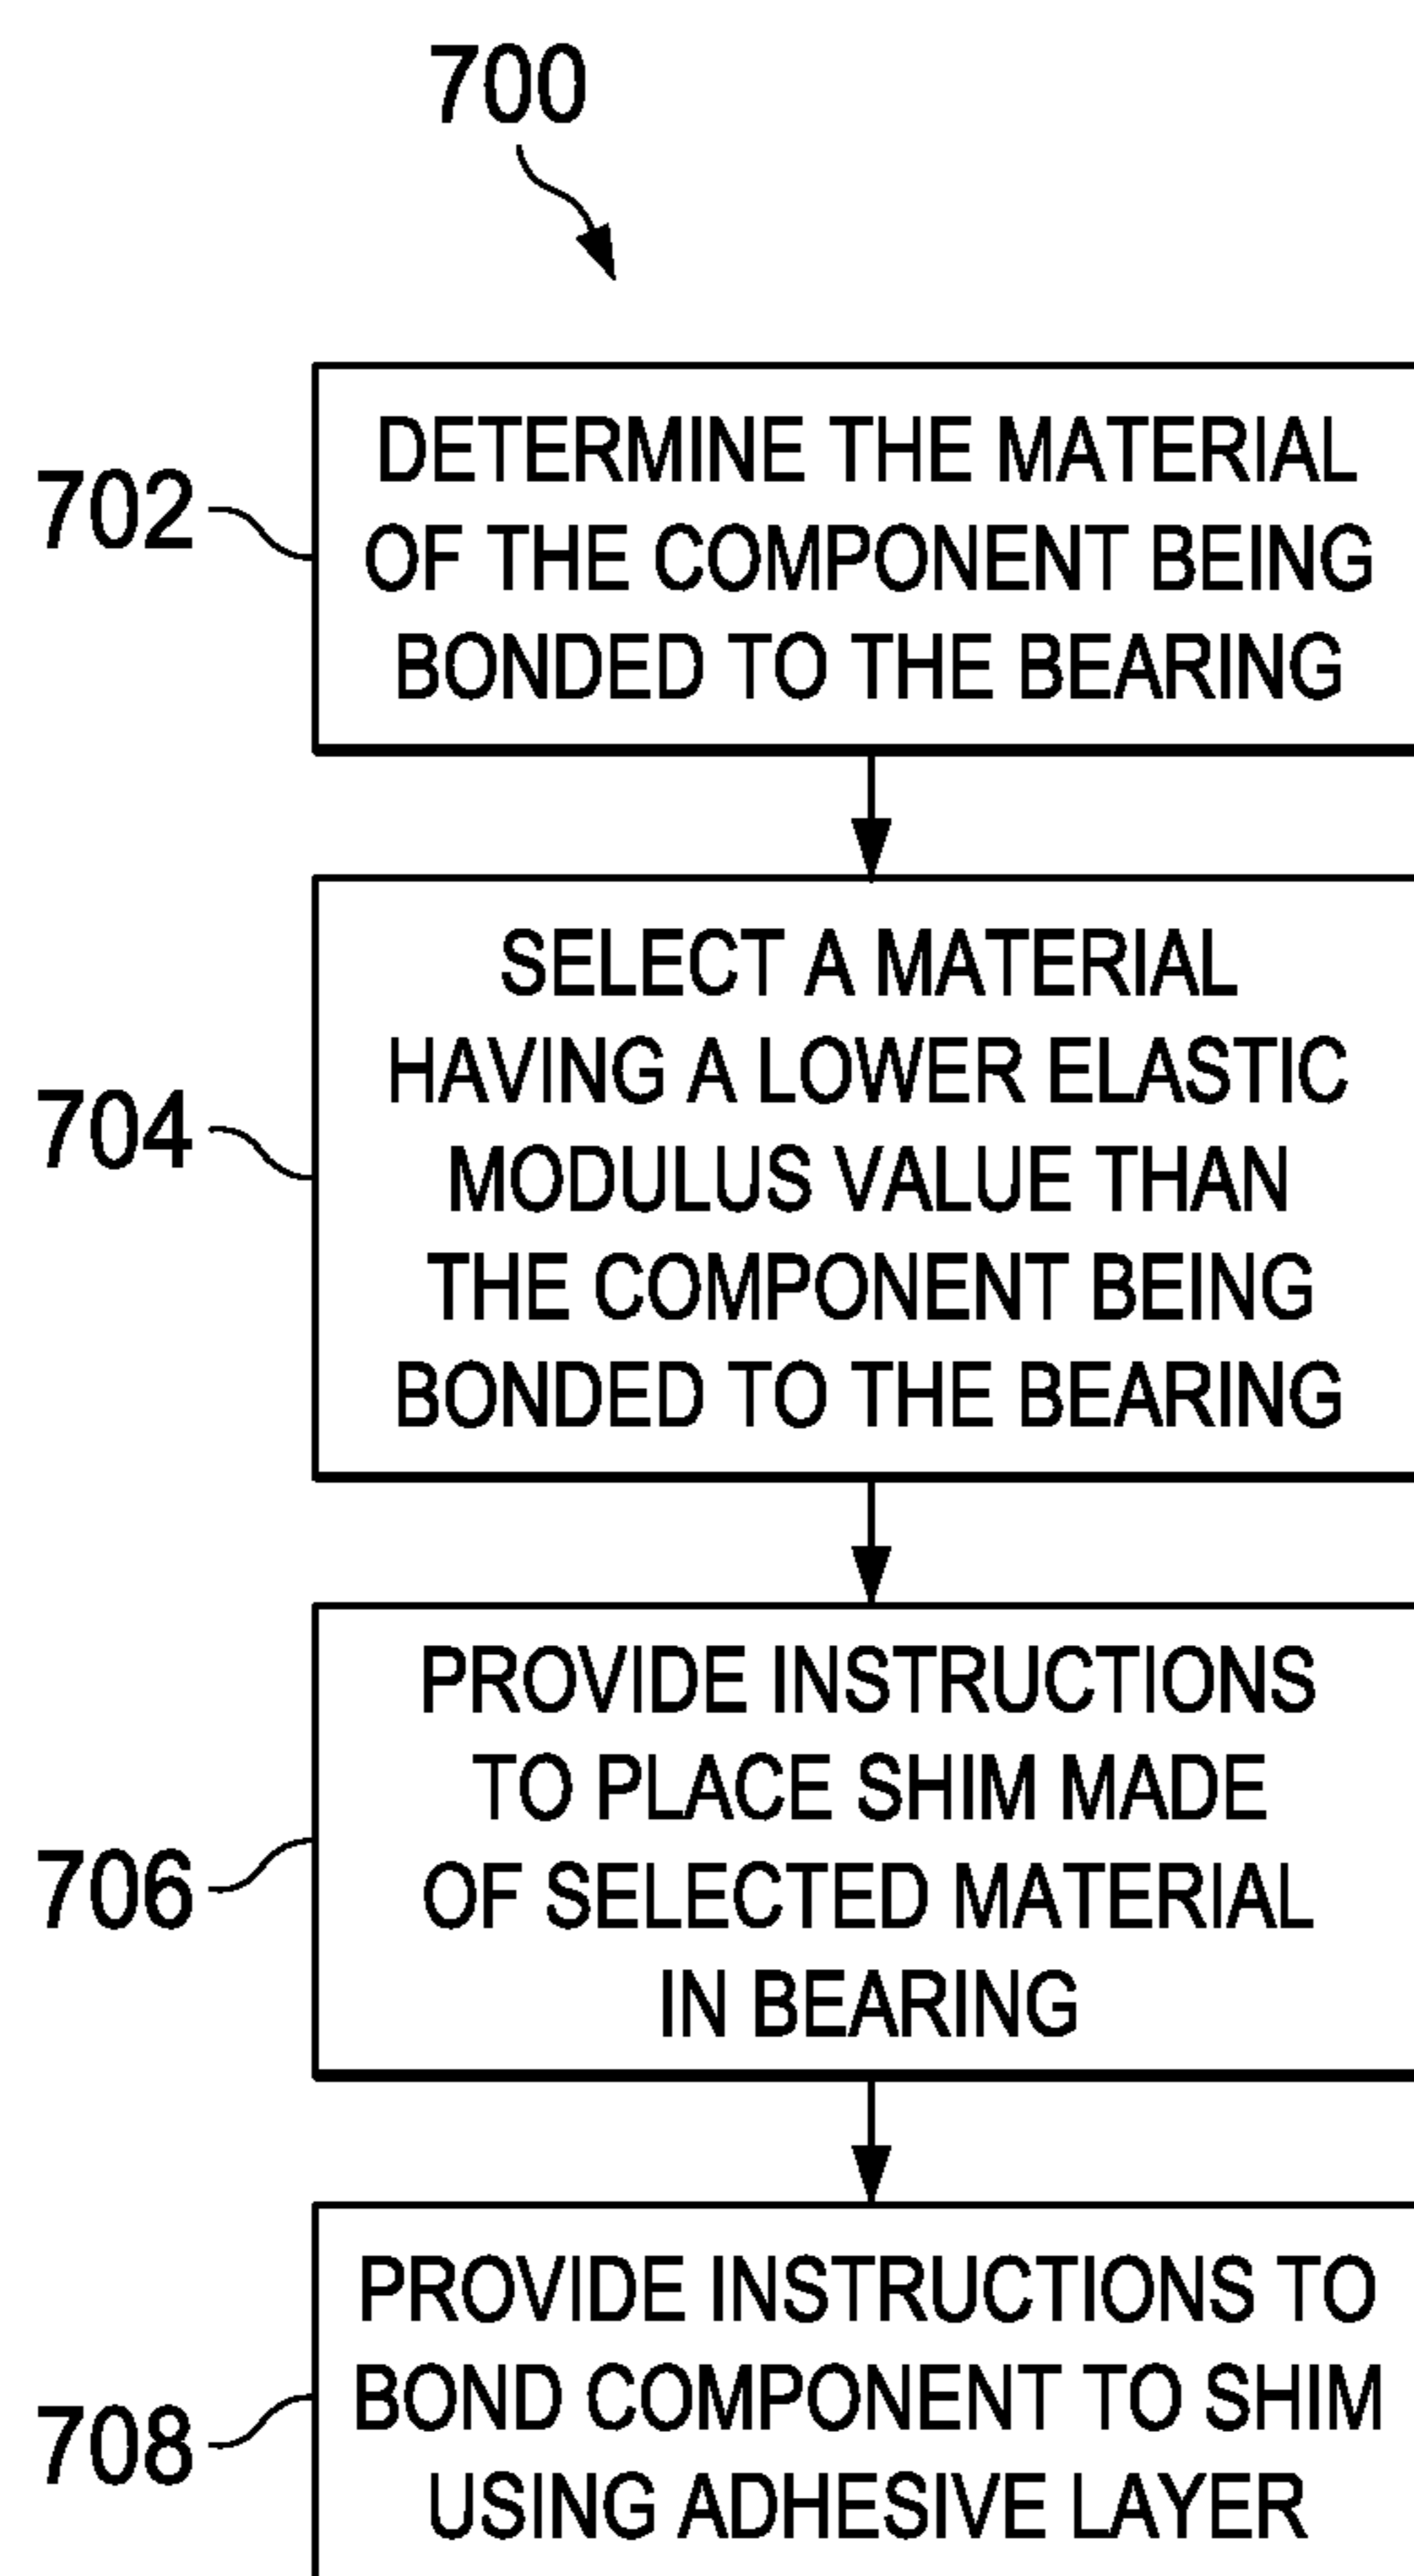 700
702
DETERMINE THE MATERIAL
OF THE COMPONENT BEING
BONDED TO THE BEARING
704
SELECT A MATERIAL
HAVING A LOWER ELASTIC
MODULUS VALUE THAN
THE COMPONENT BEING
BONDED TO THE BEARING
706
PROVIDE INSTRUCTIONS
TO PLACE SHIM MADE
OF SELECTED MATERIAL
IN BEARING
708
PROVIDE INSTRUCTIONS TO
BOND COMPONENT TO SHIM
USING ADHESIVE LAYER